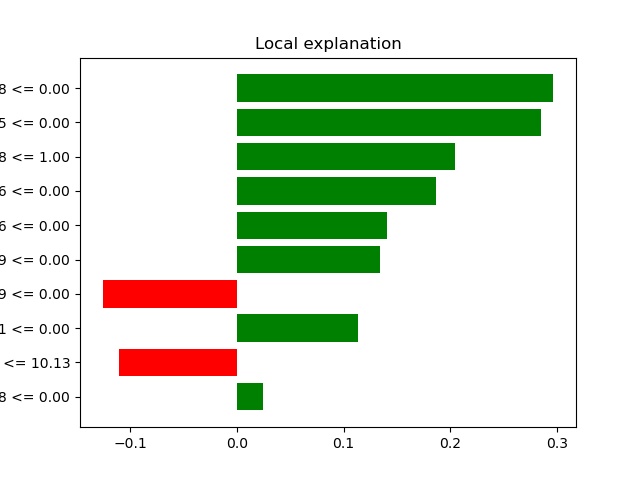 Local explanation
8 <= 0.00
5 <= 0.00
8 <= 1.00
6 <= 0.00
6 <= 0.00
9 <= 0.00
9 <= 0.00
1 <= 0.00
<= 10.13
8 <= 0.00
−0.1 0.0 0.1 0.2 0.3